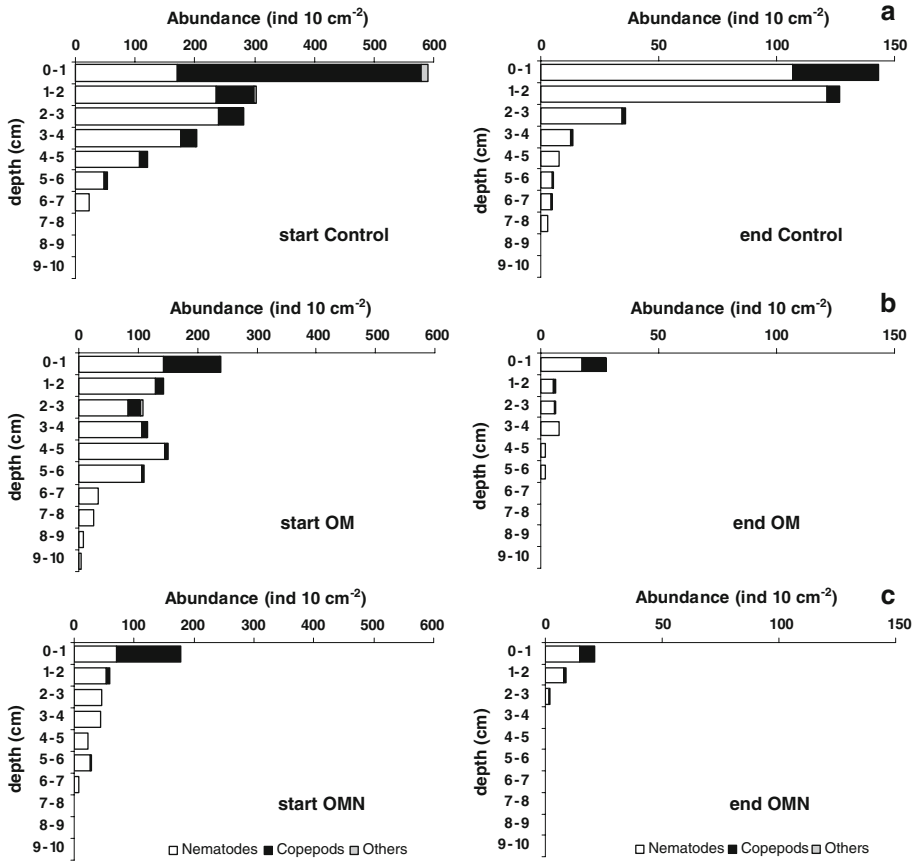 Abundance (ind 10 cm-2)
0 100 200 300 400 500 600
depth (cm)
0-1
1-2
2-3
3-4
4-5
5-6
6-7
7-8
8-9
9-10
start Control
Abundance (ind 10 cm-2)
a
0 50 100 150
depth (cm)
0-1
1-2
2-3
3-4
4-5
5-6
6-7
7-8
8-9
9-10
end Control
Abundance (ind 10 cm-2)
0 100 200 300 400 500 600
depth (cm)
0-1
1-2
2-3
3-4
4-5
5-6
6-7
7-8
8-9
9-10
start OM
Abundance (ind 10 cm-2)
b
0 50 100 150
depth (cm)
0-1
1-2
2-3
3-4
4-5
5-6
6-7
7-8
8-9
9-10
end OM
Abundance (ind 10 cm-2)
0 100 200 300 400 500 600
depth (cm)
0-1
1-2
2-3
3-4
4-5
5-6
6-7
7-8
8-9
9-10
start OMN
Nematodes Copepods Others
Abundance (ind 10 cm-2)
c
0 50 100 150
depth (cm)
0-1
1-2
2-3
3-4
4-5
5-6
6-7
7-8
8-9
9-10
end OMN
Nematodes Copepods Others